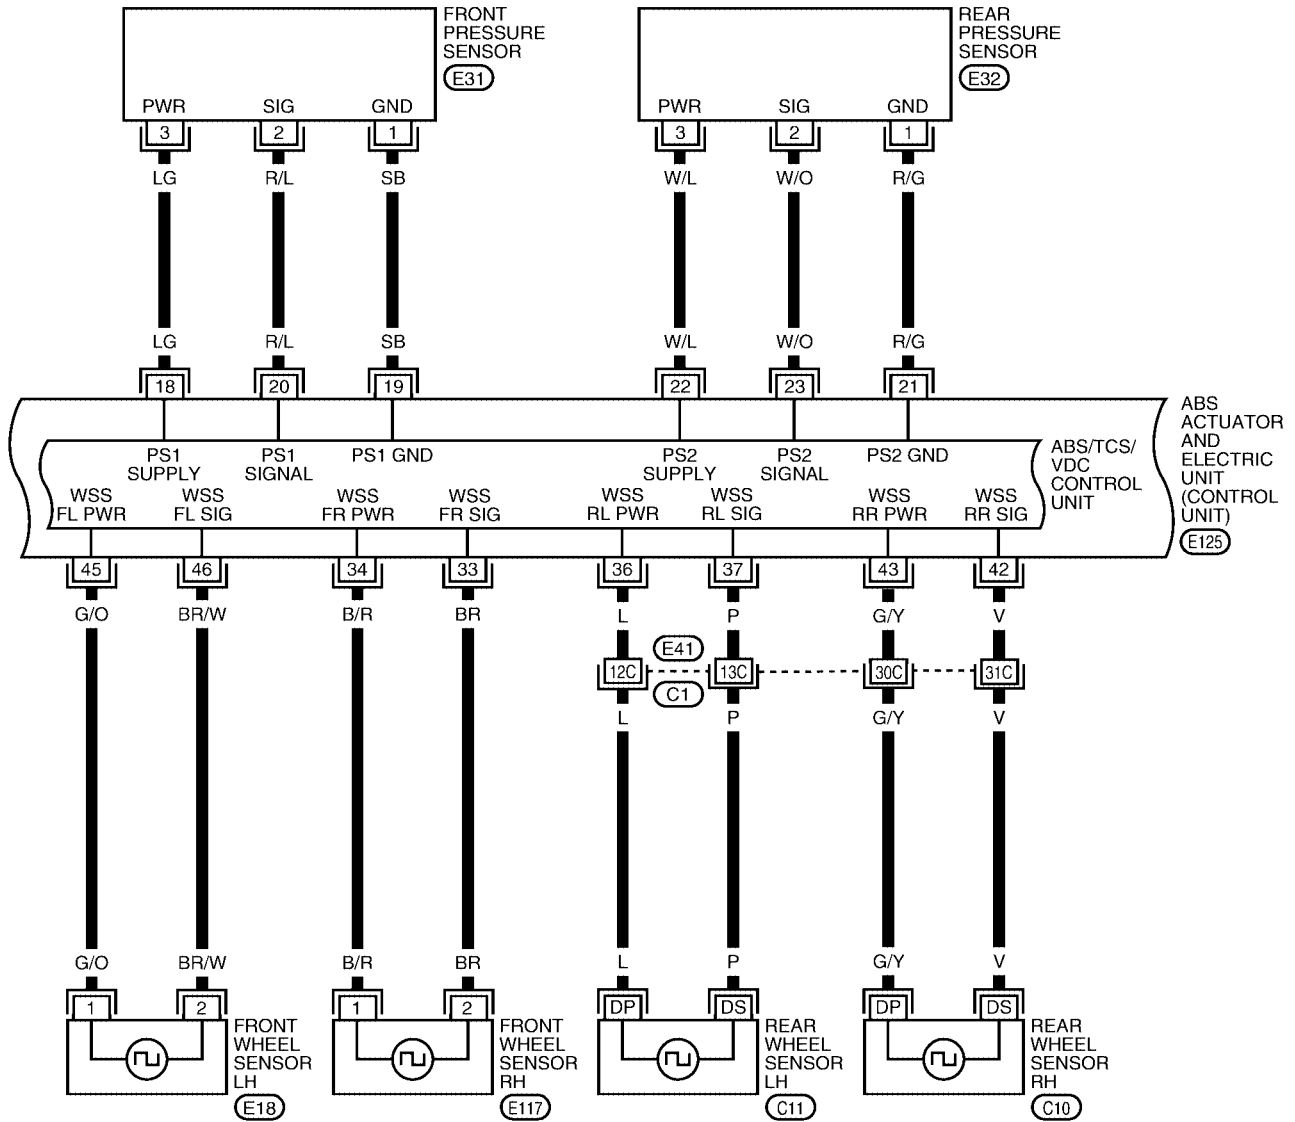 FRONT
PRESSURE
SENSOR
E31
REAR
PRESSURE
SENSOR
E32
PWR SIG GND
PWR SIG GND
3 2 1
3 2 1
LG R/L SB
W/L W/O R/G
LG R/L SB
W/L W/O R/G
18 20 19
22 23 21
ABS
ACTUATOR
AND
ELECTRIC
UNIT
(CONTROL
UNIT)
E125
ABS/TCS/
VDC
CONTROL
UNIT
PS1
SUPPLY
PS1
SIGNAL
PS1 GND
PS2
SUPPLY
PS2
SIGNAL
PS2 GND
WSS
FL PWR
WSS
FL SIG
WSS
FR PWR
WSS
FR SIG
WSS
RL PWR
WSS
RL SIG
WSS
RR PWR
WSS
RR SIG
45 46 34 33 36 37 43 42
G/O BR/W B/R BR L P G/Y V
E41
12C 13C 30C 31C
C1
L P G/Y V
G/O BR/W B/R BR L P G/Y V
1 2 1 2 DP DS DP DS
FRONT
WHEEL
SENSOR
LH
E18
FRONT
WHEEL
SENSOR
RH
E117
REAR
WHEEL
SENSOR
LH
C11
REAR
WHEEL
SENSOR
RH
C10